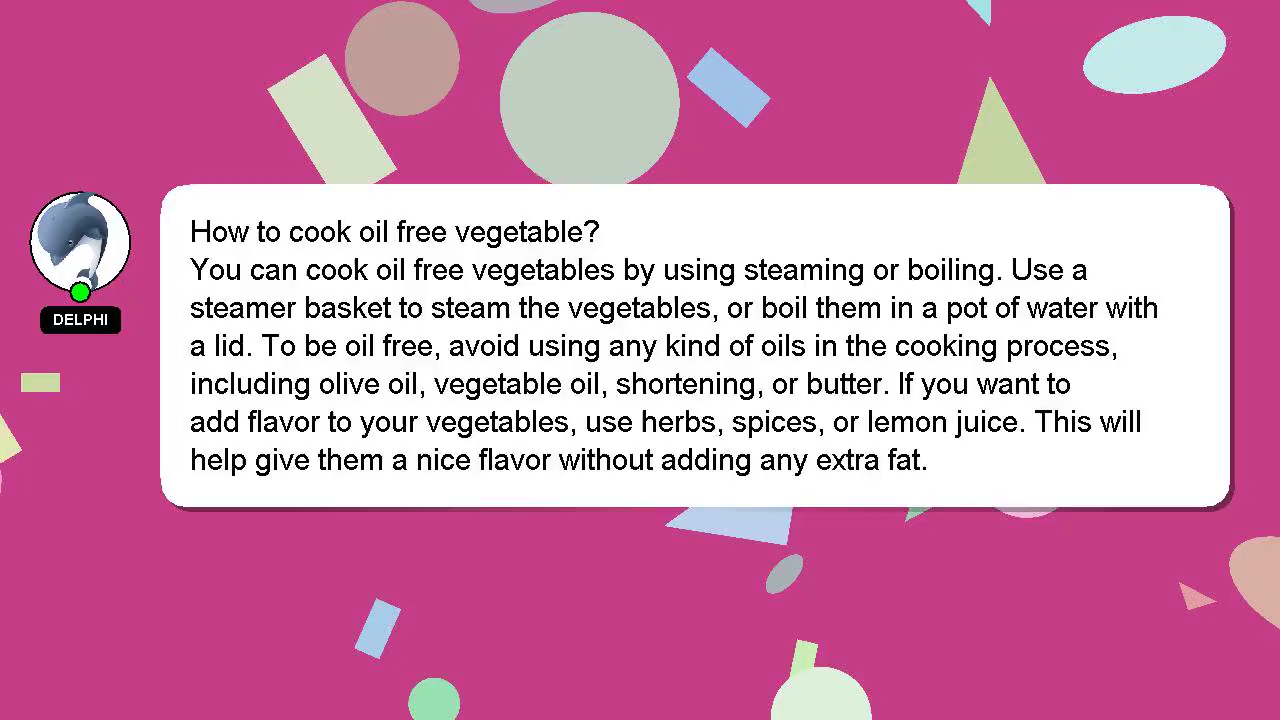 How to cook oil free vegetable?
You can cook oil free vegetables by using steaming or boiling. Use a
steamer basket to steam the vegetables, or boil them in a pot of water with
a lid. To be oil free, avoid using any kind of oils in the cooking process,
including olive oil, vegetable oil, shortening, or butter. If you want to
add flavor to your vegetables, use herbs, spices, or lemon juice. This will
help give them a nice flavor without adding any extra fat.
DELPHI